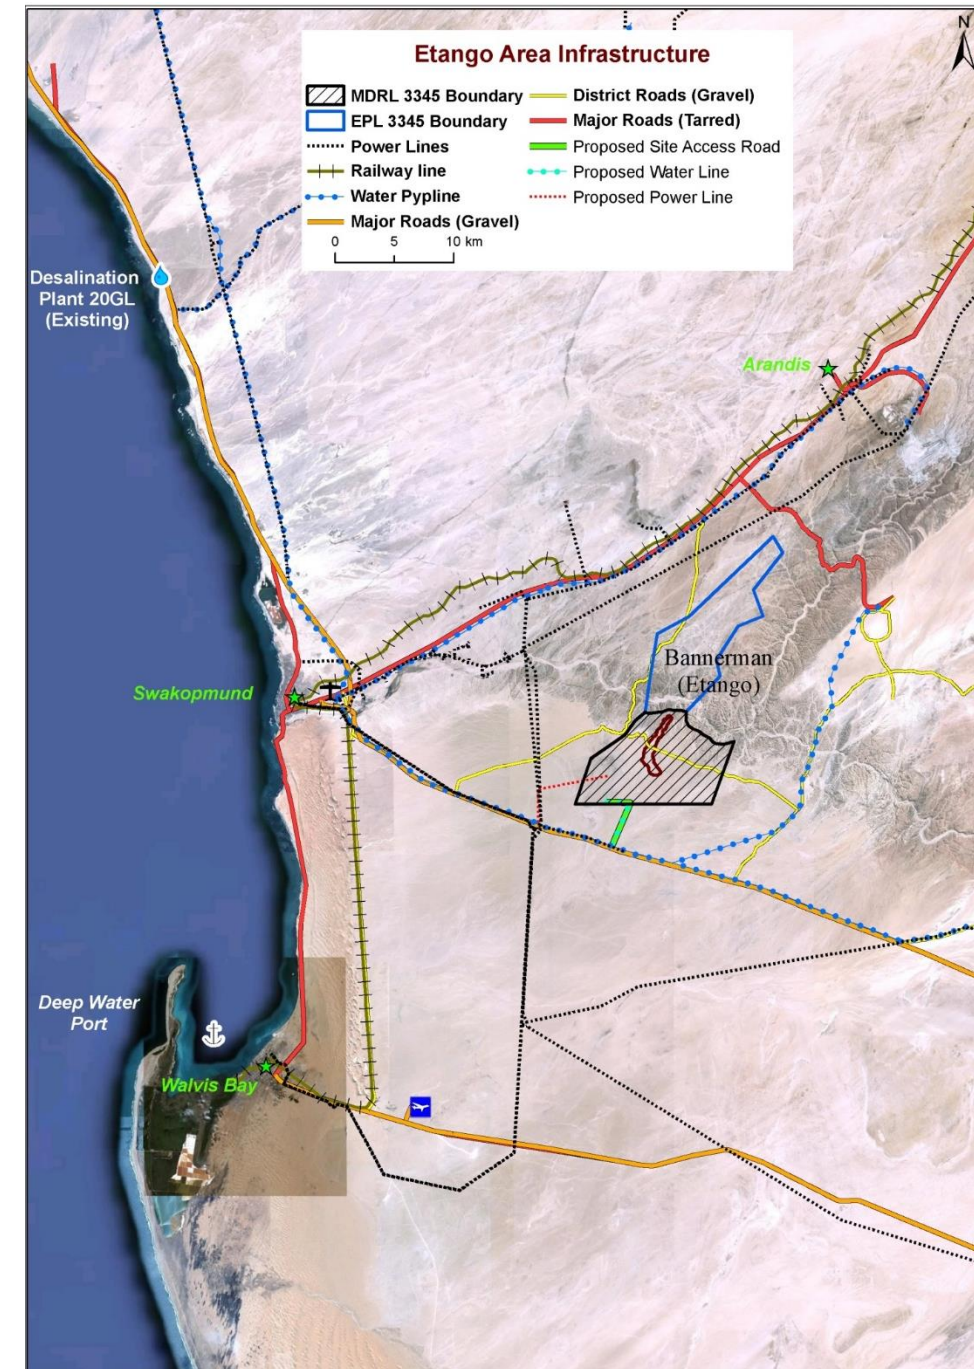 N
Etango Area Infrastructure
MDRL 3345 Boundary
EPL 3345 Boundary
Power Lines
Railway line
Water Pypline
Major Roads (Gravel)
District Roads (Gravel)
Major Roads (Tarred)
Proposed Site Access Road
Proposed Water Line
Proposed Power Line
0 5 10 km
Desalination
Plant 20GL
(Existing)
Arandis
Bannerman
(Etango)
Swakopmund
Deep Water
Port
Walvis Bay